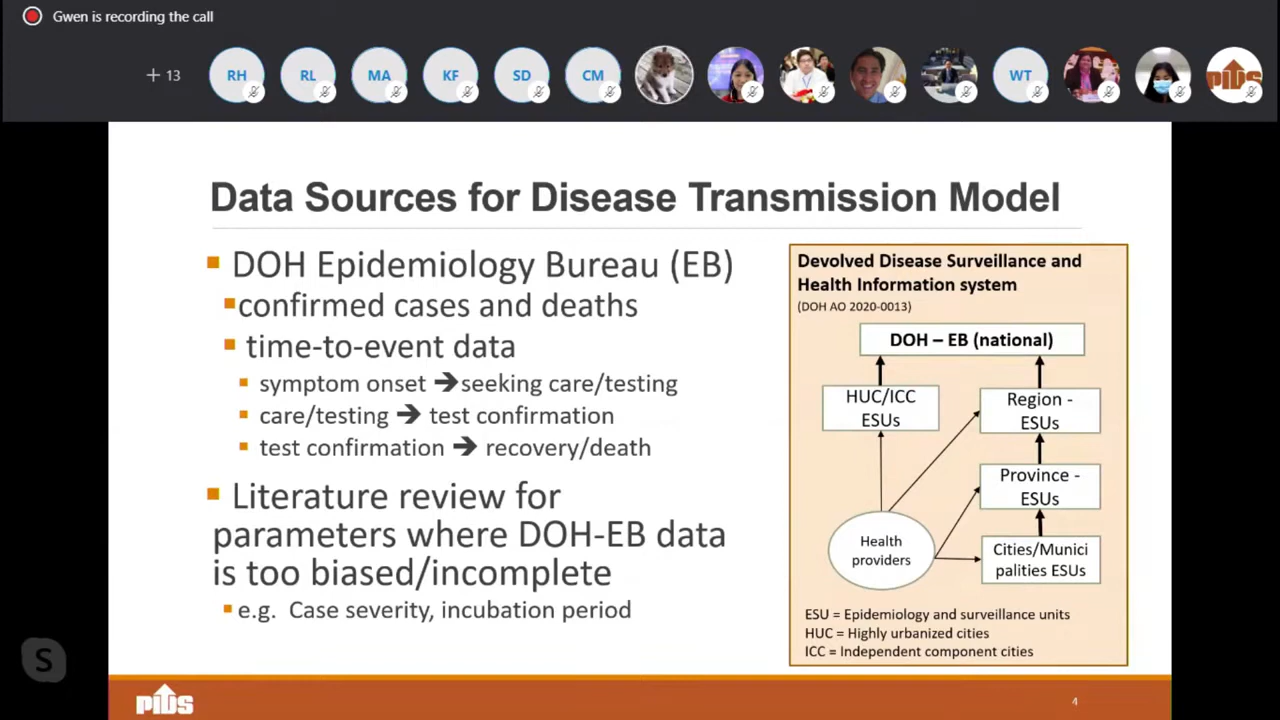 Gwen is recording the call
+ 13
RH
RL
MA
KF
SD
CM
WT
PIDS
Data Sources for Disease Transmission Model
DOH Epidemiology Bureau (EB)
confirmed cases and deaths
time-to-event data
symptom onset ➔ seeking care/testing
care/testing ➔ test confirmation
test confirmation ➔ recovery/death
Literature review for
parameters where DOH-EB data
is too biased/incomplete
e.g. Case severity, incubation period
Devolved Disease Surveillance and
Health Information system
(DOH AO 2020-0013)
DOH – EB (national)
HUC/ICC
ESUs
Region -
ESUs
Province -
ESUs
Health
providers
Cities/Munici
palities ESUs
ESU = Epidemiology and surveillance units
HUC = Highly urbanized cities
ICC = Independent component cities
S
PIDS
4